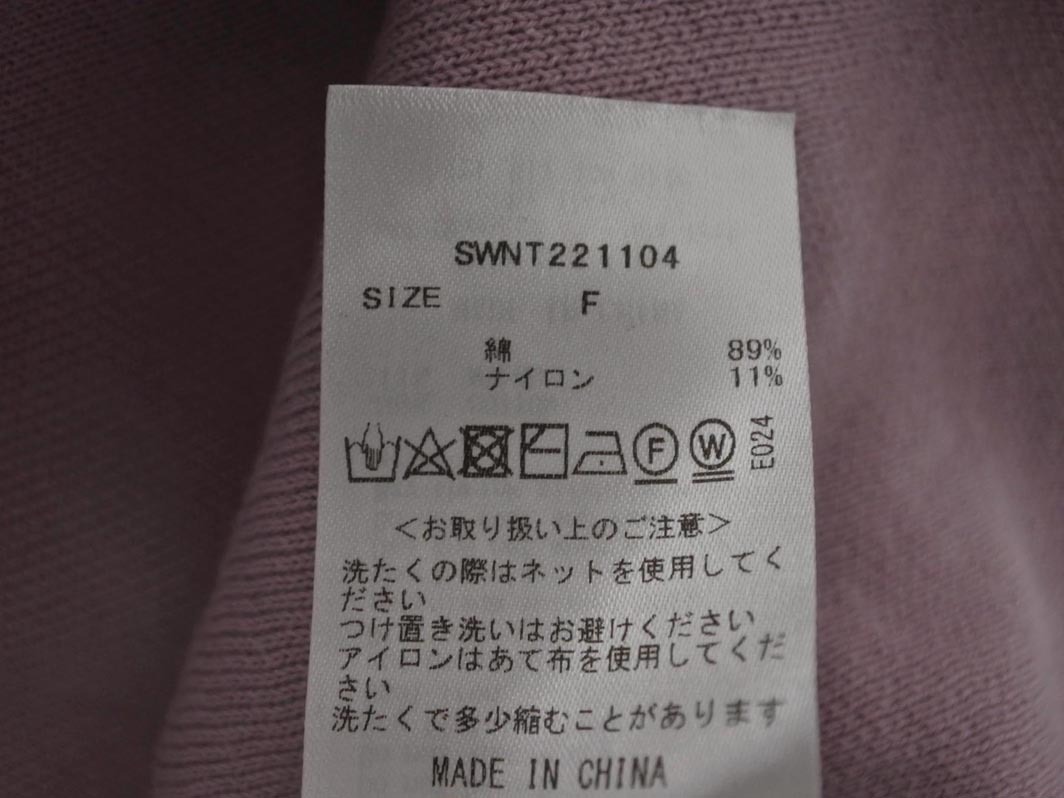 SWNT221104
SIZE F
綿 89%
ナイロン 11%
F W E024
＜お取り扱い上のご注意＞
洗たくの際はネットを使用してく
ださい
つけ置き洗いはお避けください
アイロンはあて布を使用してくだ
さい
洗たくで多少縮むことがあります
MADE IN CHINA